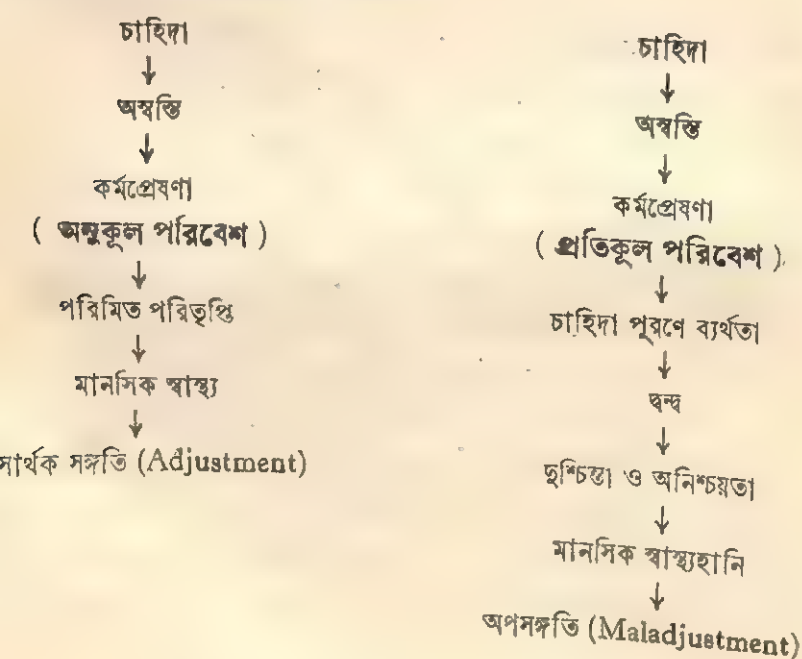 চাহিদা
↓
অস্বস্তি
↓
কর্মপ্রেষণা
( অনুকূল পরিবেশ )
↓
পরিমিত পরিতৃপ্তি
↓
মানসিক স্বাস্থ্য
↓
সার্থক সঙ্গতি (Adjustment)
চাহিদা
↓
অস্বস্তি
↓
কর্মপ্রেষণা
( প্রতিকূল পরিবেশ )
↓
চাহিদা পূরণে ব্যর্থতা
↓
দ্বন্দ্ব
↓
দুশ্চিন্তা ও অনিশ্চয়তা
↓
মানসিক স্বাস্থ্যহানি
↓
অপসঙ্গতি (Maladjustment)